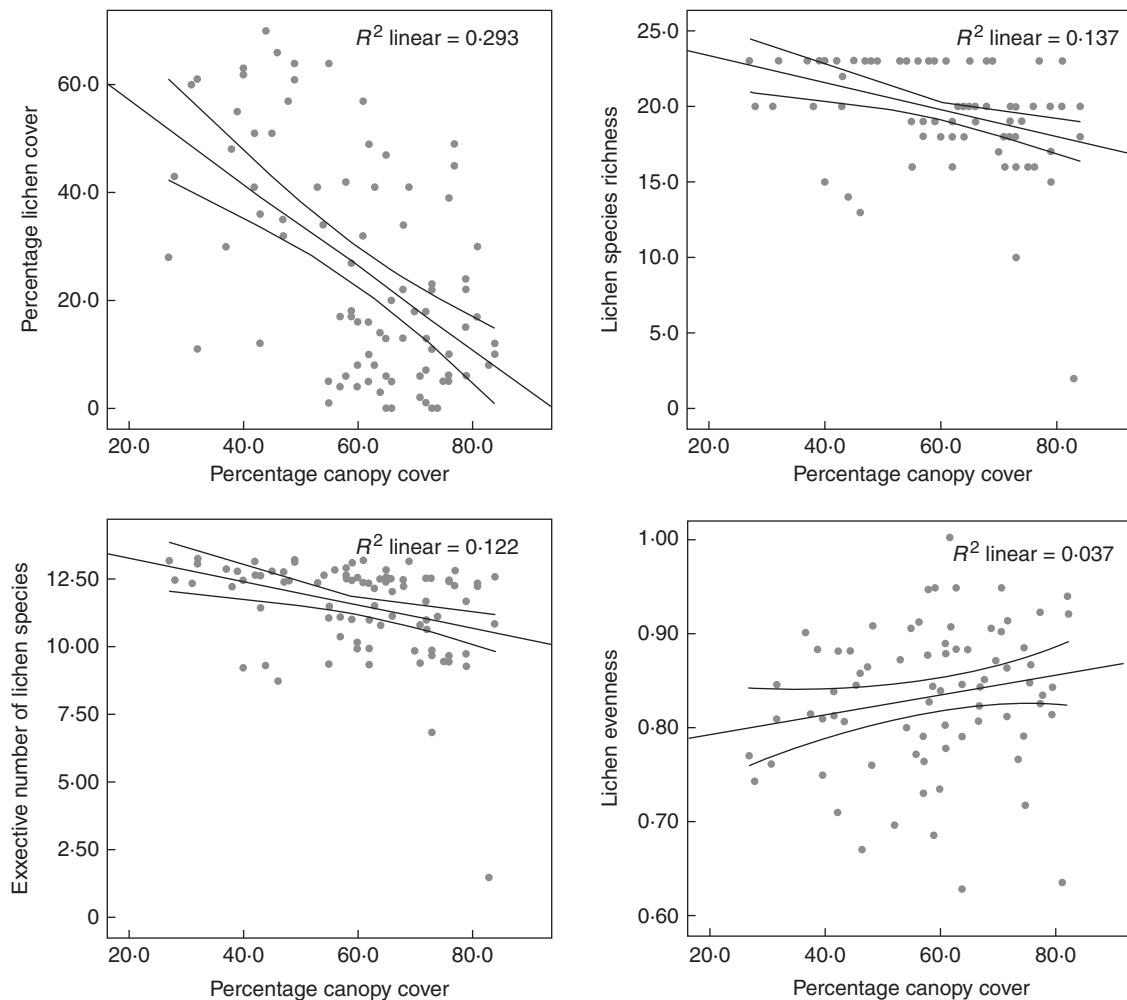 R² linear = 0·293
Percentage lichen cover
60·0
40·0
20·0
0
20·0 40·0 60·0 80·0
Percentage canopy cover
R² linear = 0·137
Lichen species richness
25·0
20·0
15·0
10·0
5·0
0
20·0 40·0 60·0 80·0
Percentage canopy cover
R² linear = 0·122
Exxective number of lichen species
12·50
10·00
7·50
5·00
2·50
0
20·0 40·0 60·0 80·0
Percentage canopy cover
R² linear = 0·037
Lichen evenness
1·00
0·90
0·80
0·70
0·60
20·0 40·0 60·0 80·0
Percentage canopy cover